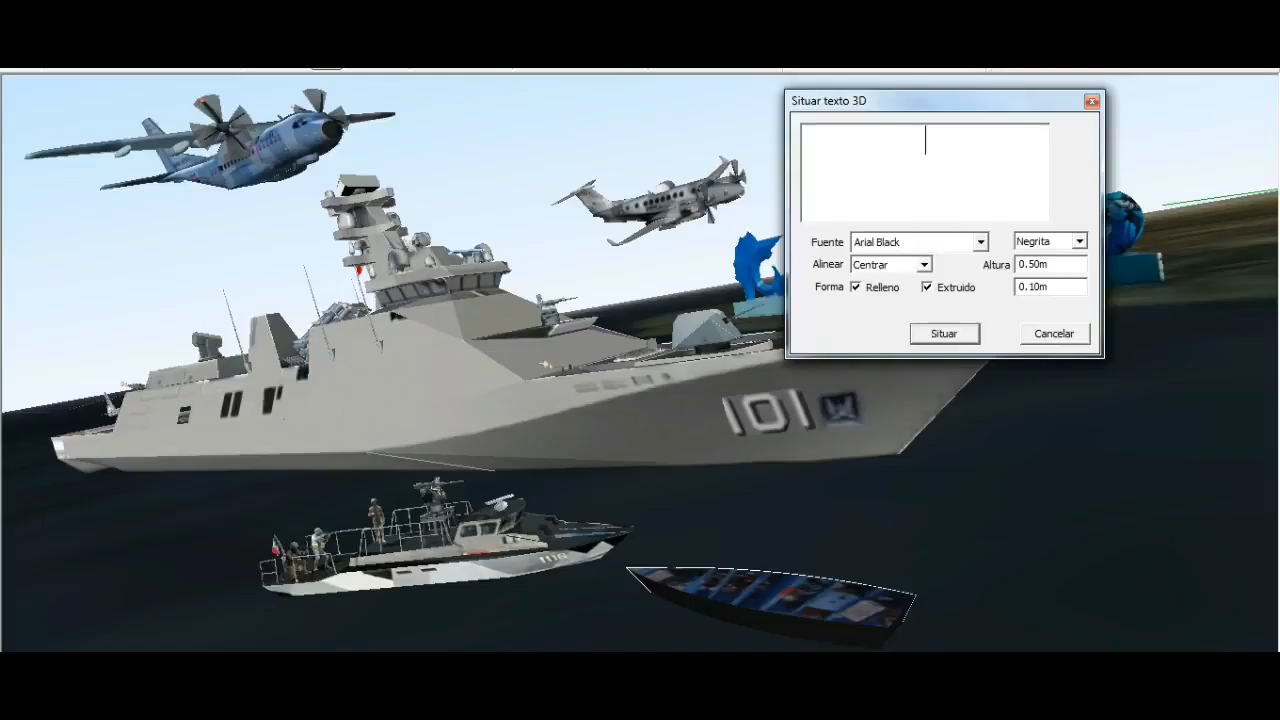 Situar texto 3D
Fuente Arial Black Negrita
Alinear Centrar Altura 0.50m
Forma Relleno Extruido 0.10m
Situar Cancelar
101
1118